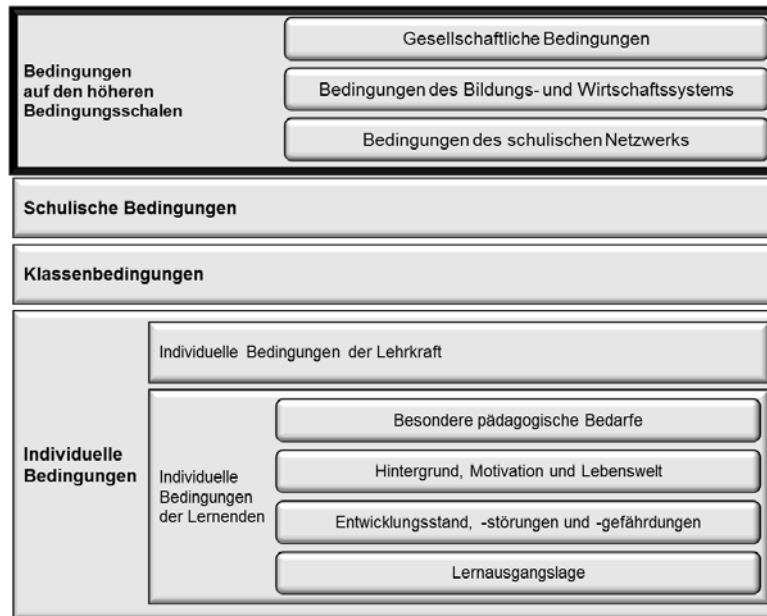 Bedingungen
auf den höheren
Bedingungsschalen
Gesellschaftliche Bedingungen
Bedingungen des Bildungs- und Wirtschaftssystems
Bedingungen des schulischen Netzwerks
Schulische Bedingungen
Klassenbedingungen
Individuelle
Bedingungen
Individuelle Bedingungen der Lehrkraft
Individuelle
Bedingungen
der Lernenden
Besondere pädagogische Bedarfe
Hintergrund, Motivation und Lebenswelt
Entwicklungsstand, -störungen und -gefährdungen
Lernausgangslage